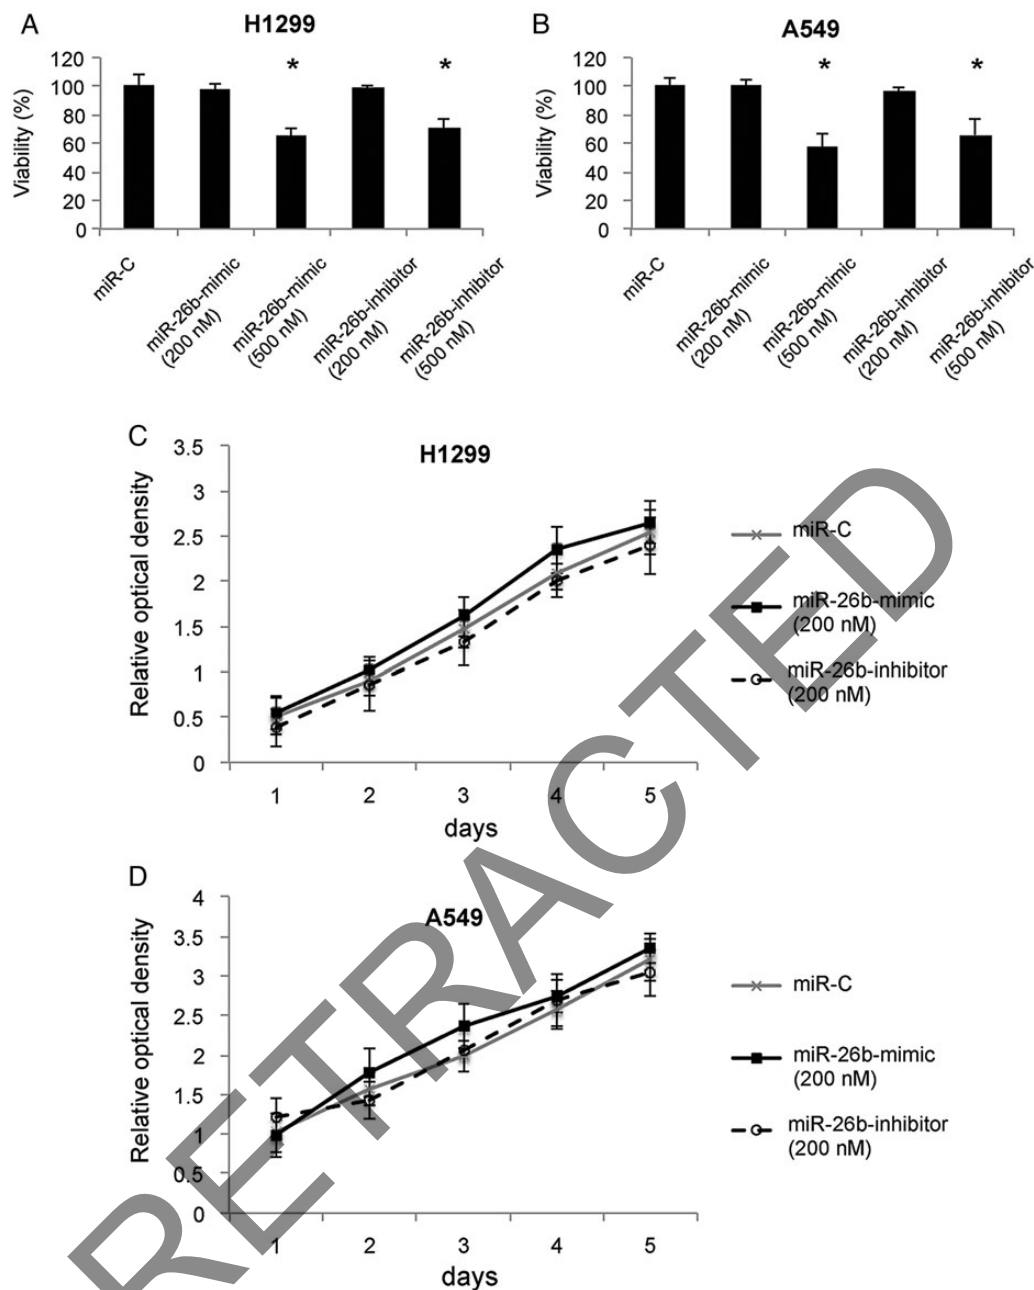 A
H1299
Viability (%)
120
100
80
60
40
20
0
miR-C
miR-26b-mimic
(200 nM)
miR-26b-mimic
(500 nM)
miR-26b-inhibitor
(200 nM)
miR-26b-inhibitor
(500 nM)
*
*
B
A549
Viability (%)
120
100
80
60
40
20
0
miR-C
miR-26b-mimic
(200 nM)
miR-26b-mimic
(500 nM)
miR-26b-inhibitor
(200 nM)
miR-26b-inhibitor
(500 nM)
*
*
C
H1299
Relative optical density
3.5
3
2.5
2
1.5
1
0.5
0
1 2 3 4 5
days
miR-C
miR-26b-mimic
(200 nM)
miR-26b-inhibitor
(200 nM)
D
A549
Relative optical density
4
3.5
3
2.5
2
1.5
1
0.5
0
1 2 3 4 5
days
miR-C
miR-26b-mimic
(200 nM)
miR-26b-inhibitor
(200 nM)
RETRACTED